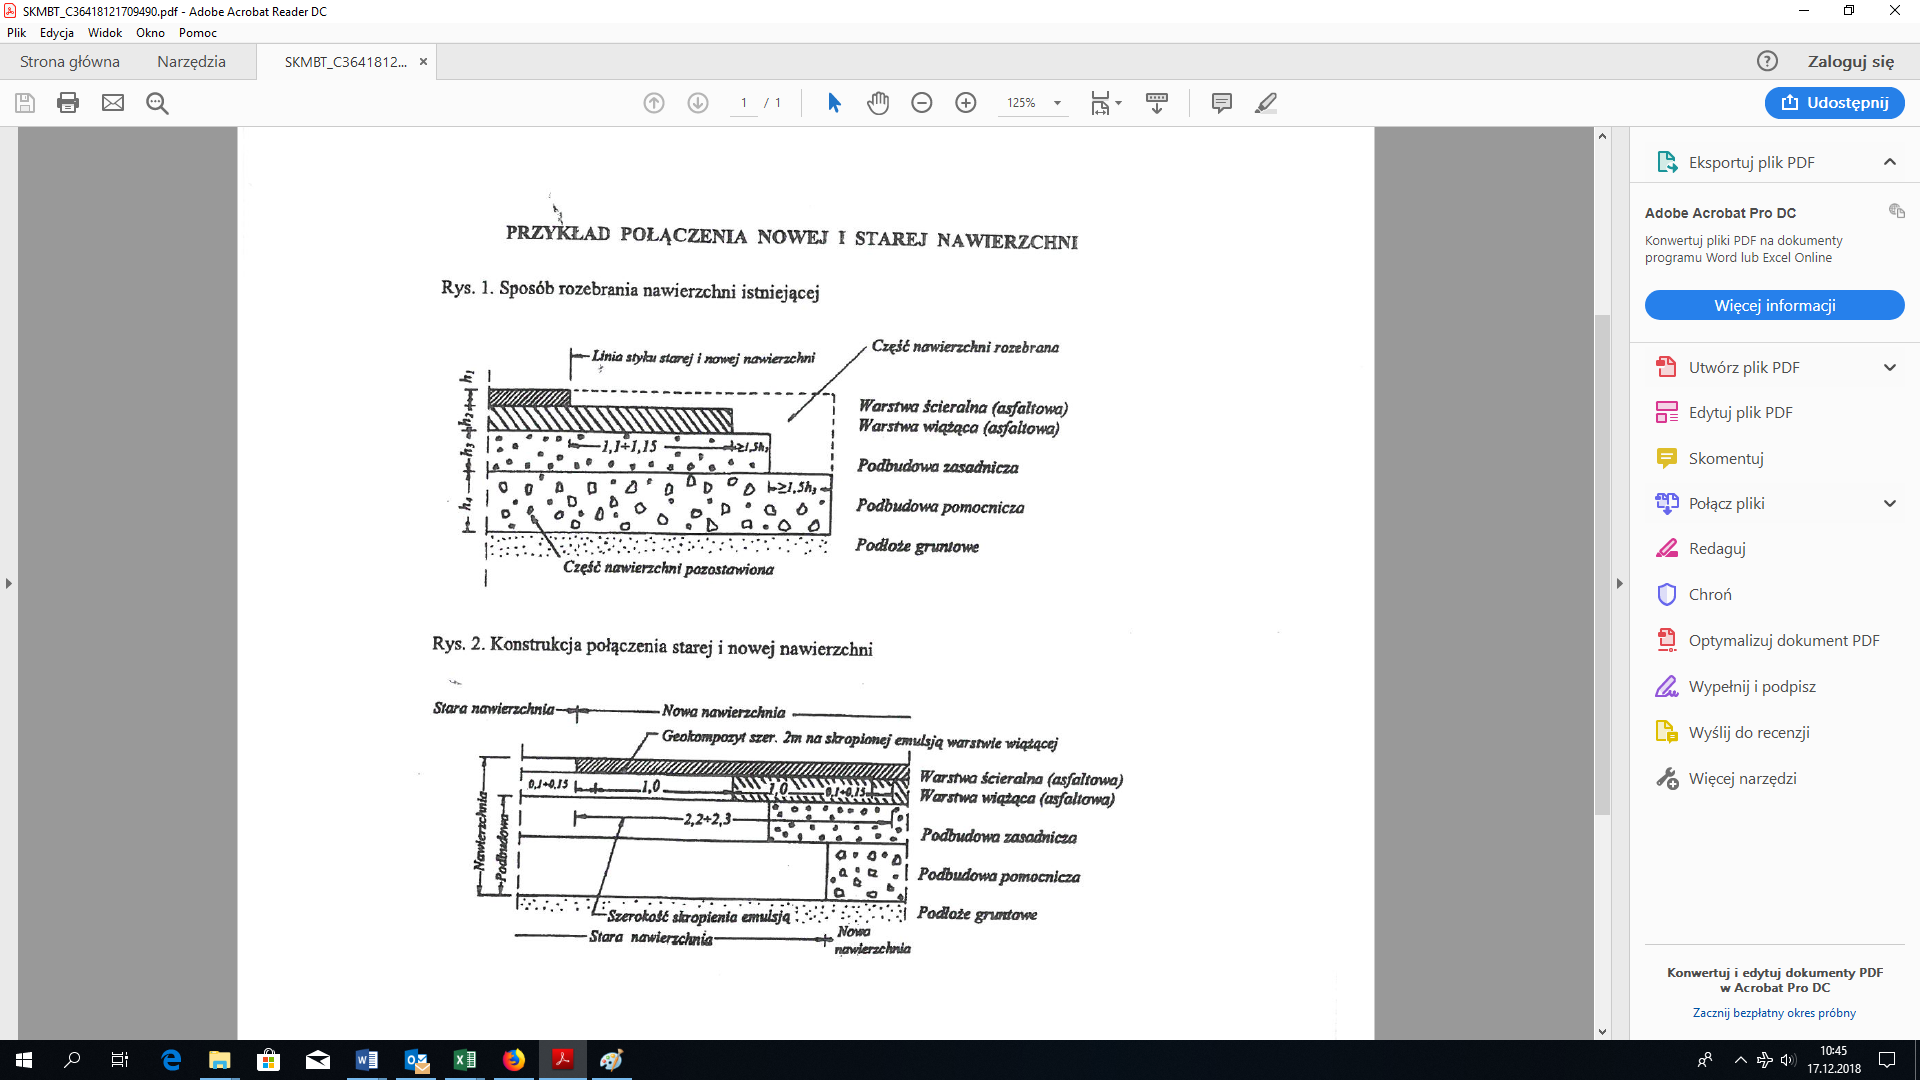 SKMBT_C36418121709490.pdf - Adobe Acrobat Reader DC
Plik Edycja Widok Okno Pomoc
Strona główna Narzędzia SKMBT_C3641812... ×
Zaloguj się
1 / 1 125%
Udostępnij
PRZYKŁAD POŁĄCZENIA NOWEJ I STAREJ NAWIERZCHNI
Rys. 1. Sposób rozebrania nawierzchni istniejącej
Linia styku starej i nowej nawierzchni
Część nawierzchni rozebrana
h₁
h₂
h₃
h₄
Warstwa ścieralna (asfaltowa)
Warstwa wiążąca (asfaltowa)
1,1÷1,15
≥1,5h₂
Podbudowa zasadnicza
≥1,5h₃
Podbudowa pomocnicza
Podłoże gruntowe
Część nawierzchni pozostawiona
Rys. 2. Konstrukcja połączenia starej i nowej nawierzchni
Stara nawierzchnia Nowa nawierzchnia
Geokompozyt szer. 2m na skropionej emulsją warstwie wiążącej
Warstwa ścieralna (asfaltowa)
0,1÷0,15 1,0 1,0 0,1÷0,15
Warstwa wiążąca (asfaltowa)
2,2÷2,3
Podbudowa zasadnicza
Nawierzchnia
Podbudowa
Podbudowa pomocnicza
Podłoże gruntowe
Szerokość skropienia emulsją
Stara nawierzchnia
Nowa
nawierzchnia
Eksportuj plik PDF
Adobe Acrobat Pro DC
Konwertuj pliki PDF na dokumenty
programu Word lub Excel Online
Więcej informacji
Utwórz plik PDF
Edytuj plik PDF
Skomentuj
Połącz pliki
Redaguj
Chroń
Optymalizuj dokument PDF
Wypełnij i podpisz
Wyślij do recenzji
Więcej narzędzi
Konwertuj i edytuj dokumenty PDF
w Acrobat Pro DC
Zacznij bezpłatny okres próbny
10:45
17.12.2018